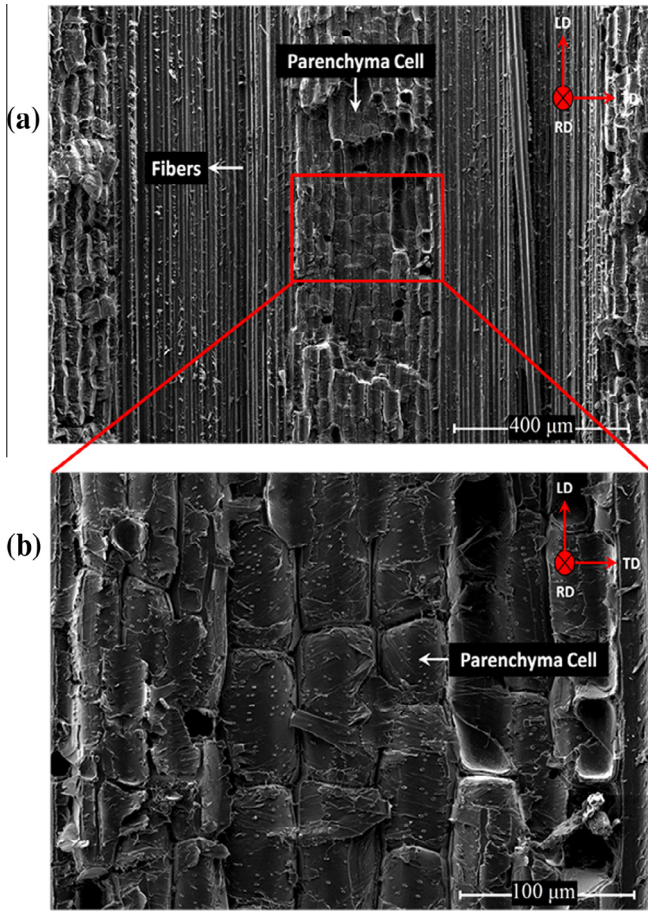 (a)
Parenchyma Cell
Fibers
LD
TD
RD
400 μm
(b)
LD
TD
RD
Parenchyma Cell
100 μm